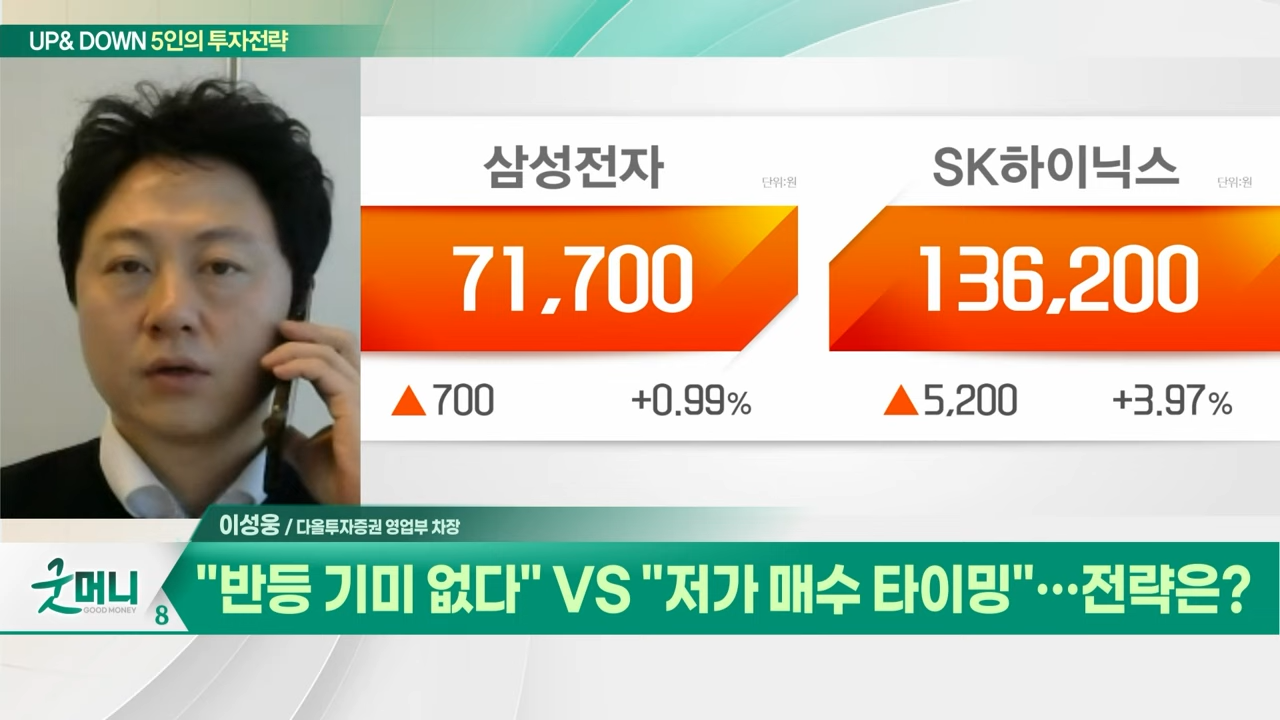 UP& DOWN 5인의 투자전략
삼성전자
단위:원
71,700
▲700 +0.99%
SK하이닉스
단위:원
136,200
▲5,200 +3.97%
이성웅 / 다올투자증권 영업부 차장
굿머니
GOOD MONEY
8
"반등 기미 없다" VS "저가 매수 타이밍"…전략은?